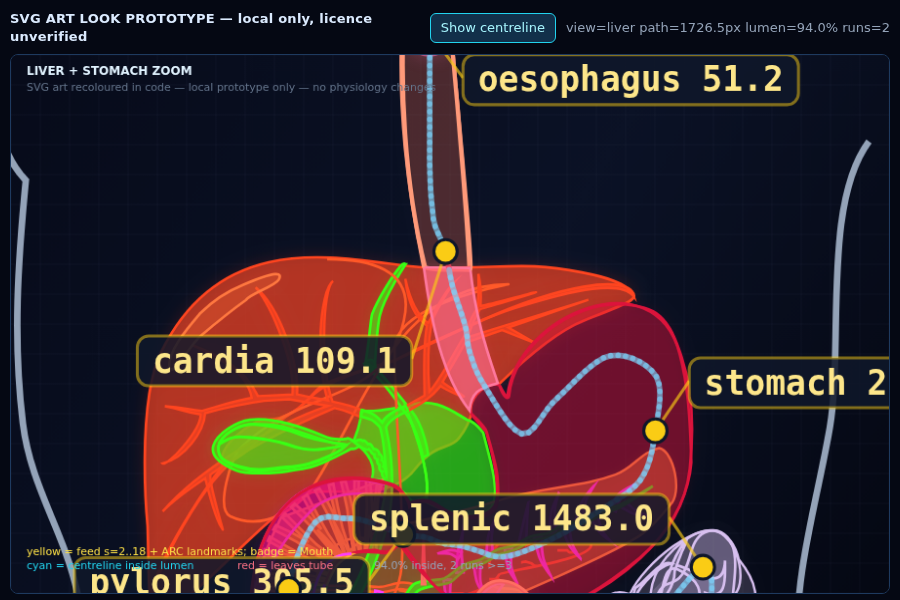 SVG ART LOOK PROTOTYPE — local only, licence
unverified
Show centreline
view=liver path=1726.5px lumen=94.0% runs=2
LIVER + STOMACH ZOOM
SVG art recoloured in code — local prototype only — no physiology changes
oesophagus 51.2
cardia 109.1
stomach 2
splenic 1483.0
yellow = feed s=2..18 + ARC landmarks; badge = Mouth
cyan = centreline inside lumen
red = leaves tube
94.0% inside, 2 runs >=3
pylorus 305.5